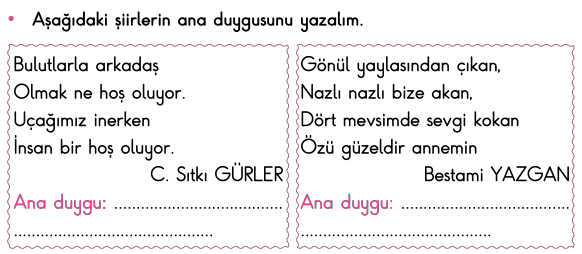 • Aşağıdaki şiirlerin ana duygusunu yazalım.
Bulutlarla arkadaş
Olmak ne hoş oluyor.
Uçağımız inerken
İnsan bir hoş oluyor.
C. Sıtkı GÜRLER
Ana duygu: ......................................
.............................................
Gönül yaylasından çıkan,
Nazlı nazlı bize akan,
Dört mevsimde sevgi kokan
Özü güzeldir annemin
Bestami YAZGAN
Ana duygu: ......................................
...........................................